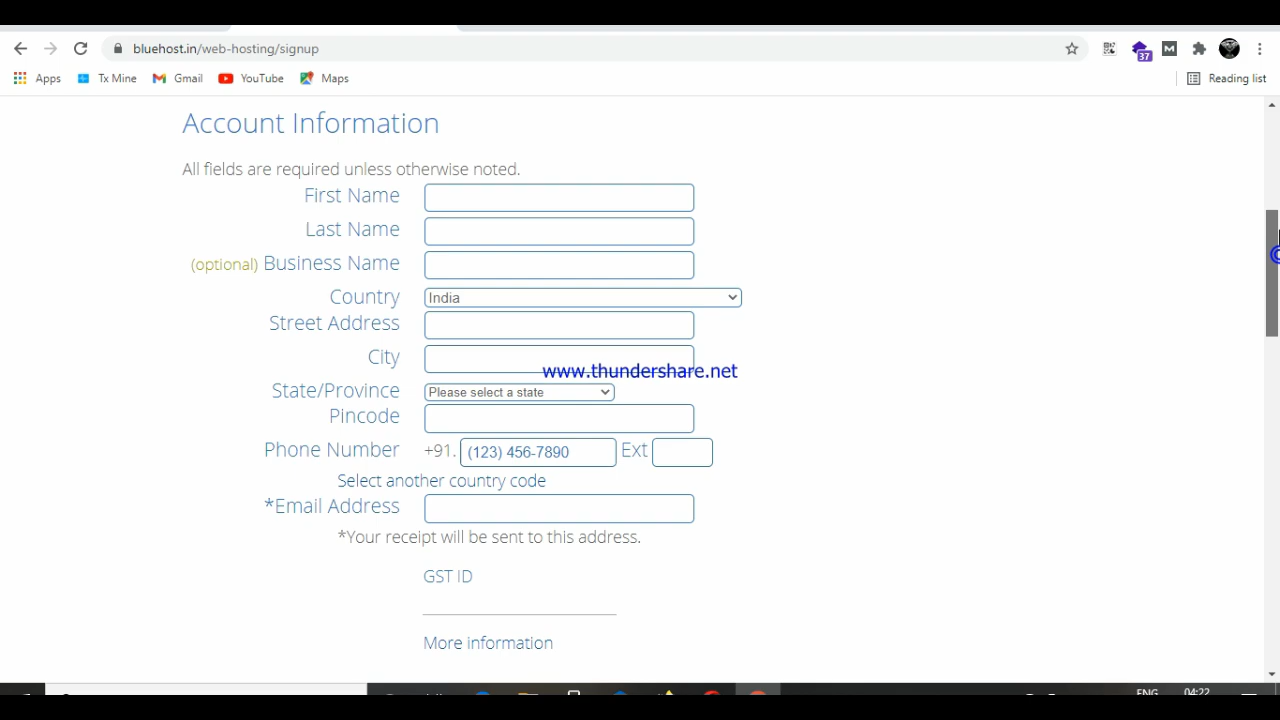 bluehost.in/web-hosting/signup
37
M
Apps Tx Mine Gmail YouTube Maps Reading list
Account Information
All fields are required unless otherwise noted.
First Name
Last Name
(optional) Business Name
Country India
Street Address
City
www.thundershare.net
State/Province Please select a state
Pincode
Phone Number +91. (123) 456-7890 Ext
Select another country code
*Email Address
*Your receipt will be sent to this address.
GST ID
More information
ENG 04:22